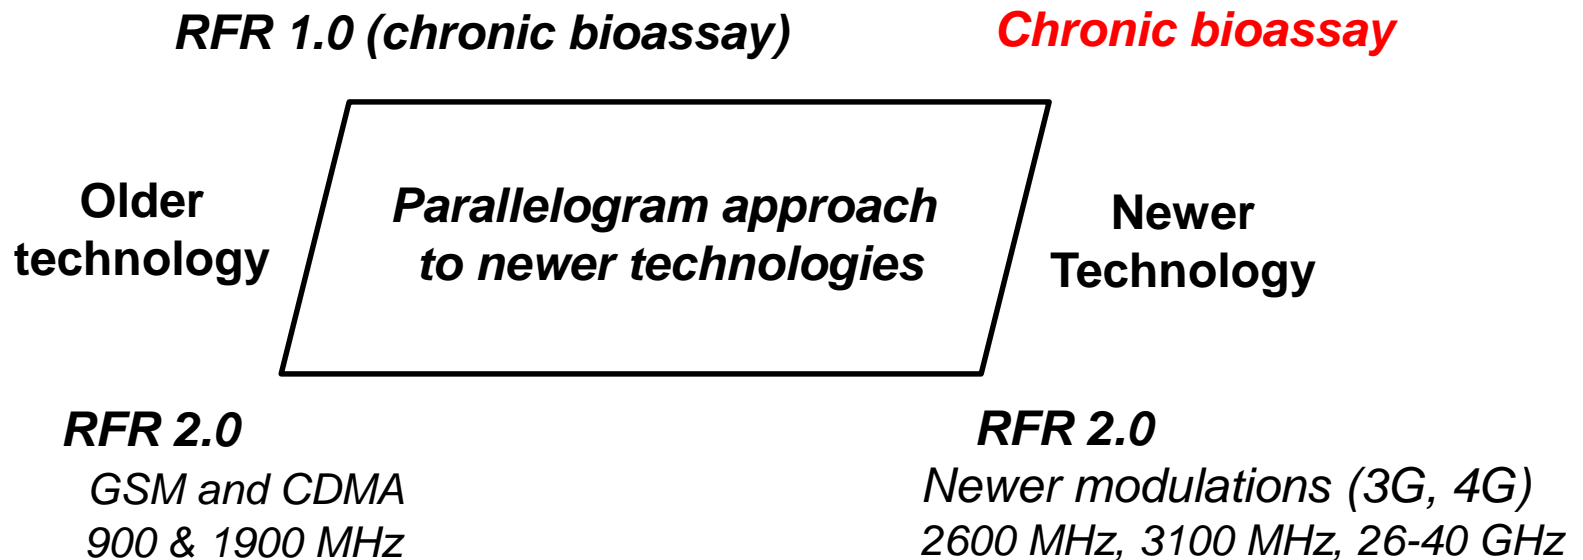 RFR 1.0 (chronic bioassay)
Chronic bioassay
Older
technology
Parallelogram approach
to newer technologies
Newer
Technology
RFR 2.0
GSM and CDMA
900 & 1900 MHz
RFR 2.0
Newer modulations (3G, 4G)
2600 MHz, 3100 MHz, 26-40 GHz